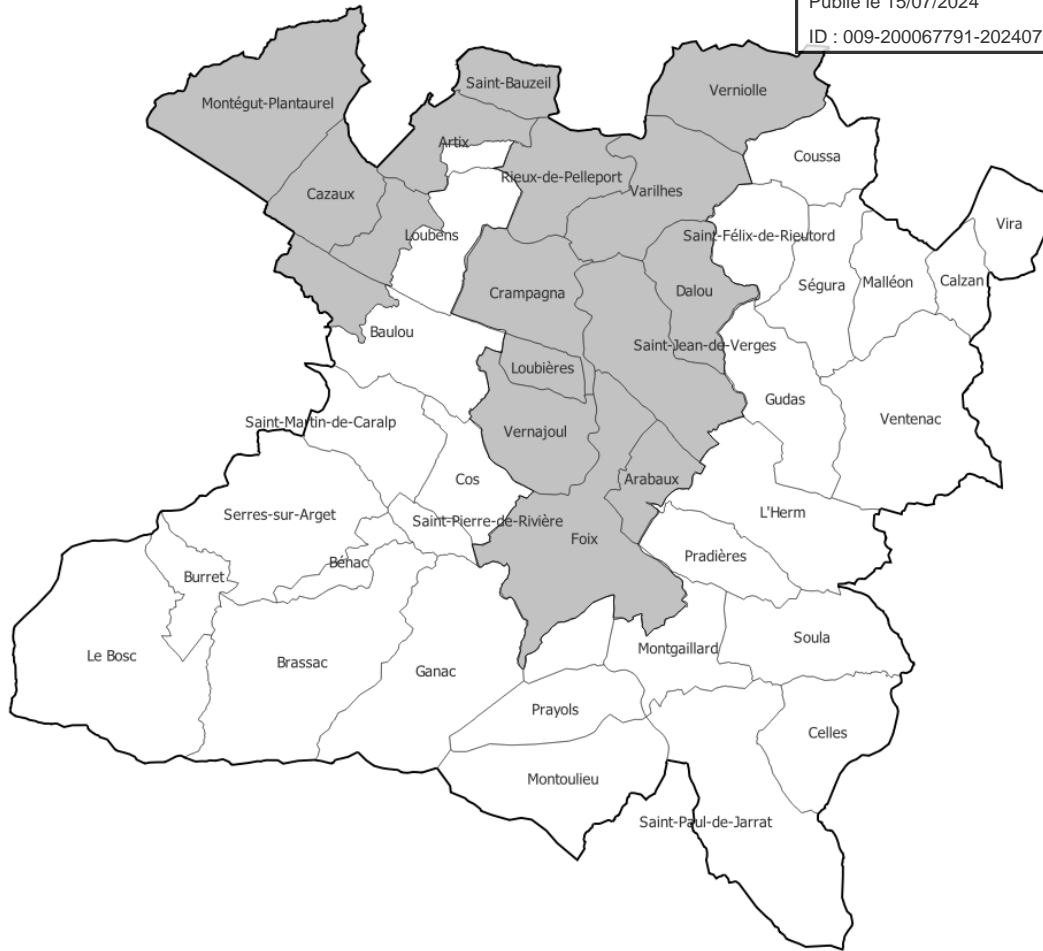 Publié le 15/07/2024
ID : 009-200067791-202407
Saint-Bauzeil
Verniolle
Montégut-Plantaurel
Artix
Coussa
Rieux-de-Pelleport
Varilhes
Cazaux
Vira
Loubens
Saint-Félix-de-Rieutord
Ségura
Malléon
Calzan
Crampagna
Dalou
Baulou
Saint-Jean-de-Verges
Loubières
Gudas
Ventenac
Saint-Martin-de-Caralp
Vernajoul
Cos
Arabaux
Serres-sur-Arget
Saint-Pierre-de-Rivière
L'Herm
Foix
Bénac
Pradières
Burret
Le Bosc
Brassac
Ganac
Montgaillard
Soula
Prayols
Celles
Montoulieu
Saint-Paul-de-Jarrat